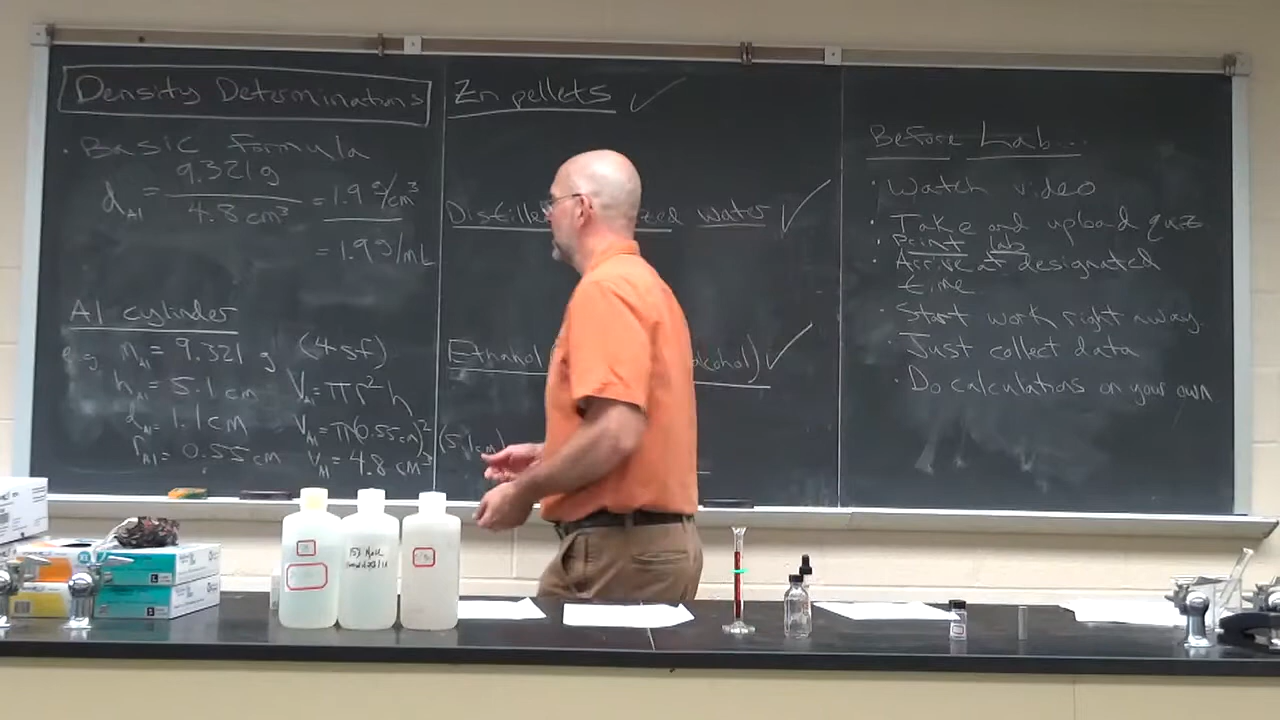 Density Determinations
· Basic Formula
d_Al = 9.321 g / 4.8 cm³ = 1.9 g/cm³
= 1.9 g/mL
Al cylinder
e.g. m_Al = 9.321 g (4 sf)
h_Al = 5.1 cm V_Al = πr²h
d_Al = 1.1 cm V_Al = π(0.55 cm)² (5.1 cm)
r_Al = 0.55 cm V_Al = 4.8 cm³
Zn pellets ✓
Distille zed water ✓
Ethanol ( alcohol) ✓
Before Lab...
· Watch video
· Take and upload quiz
· Print lab
· Arrive at designated
time
· Start work right away.
· Just collect data
· Do calculations on your own